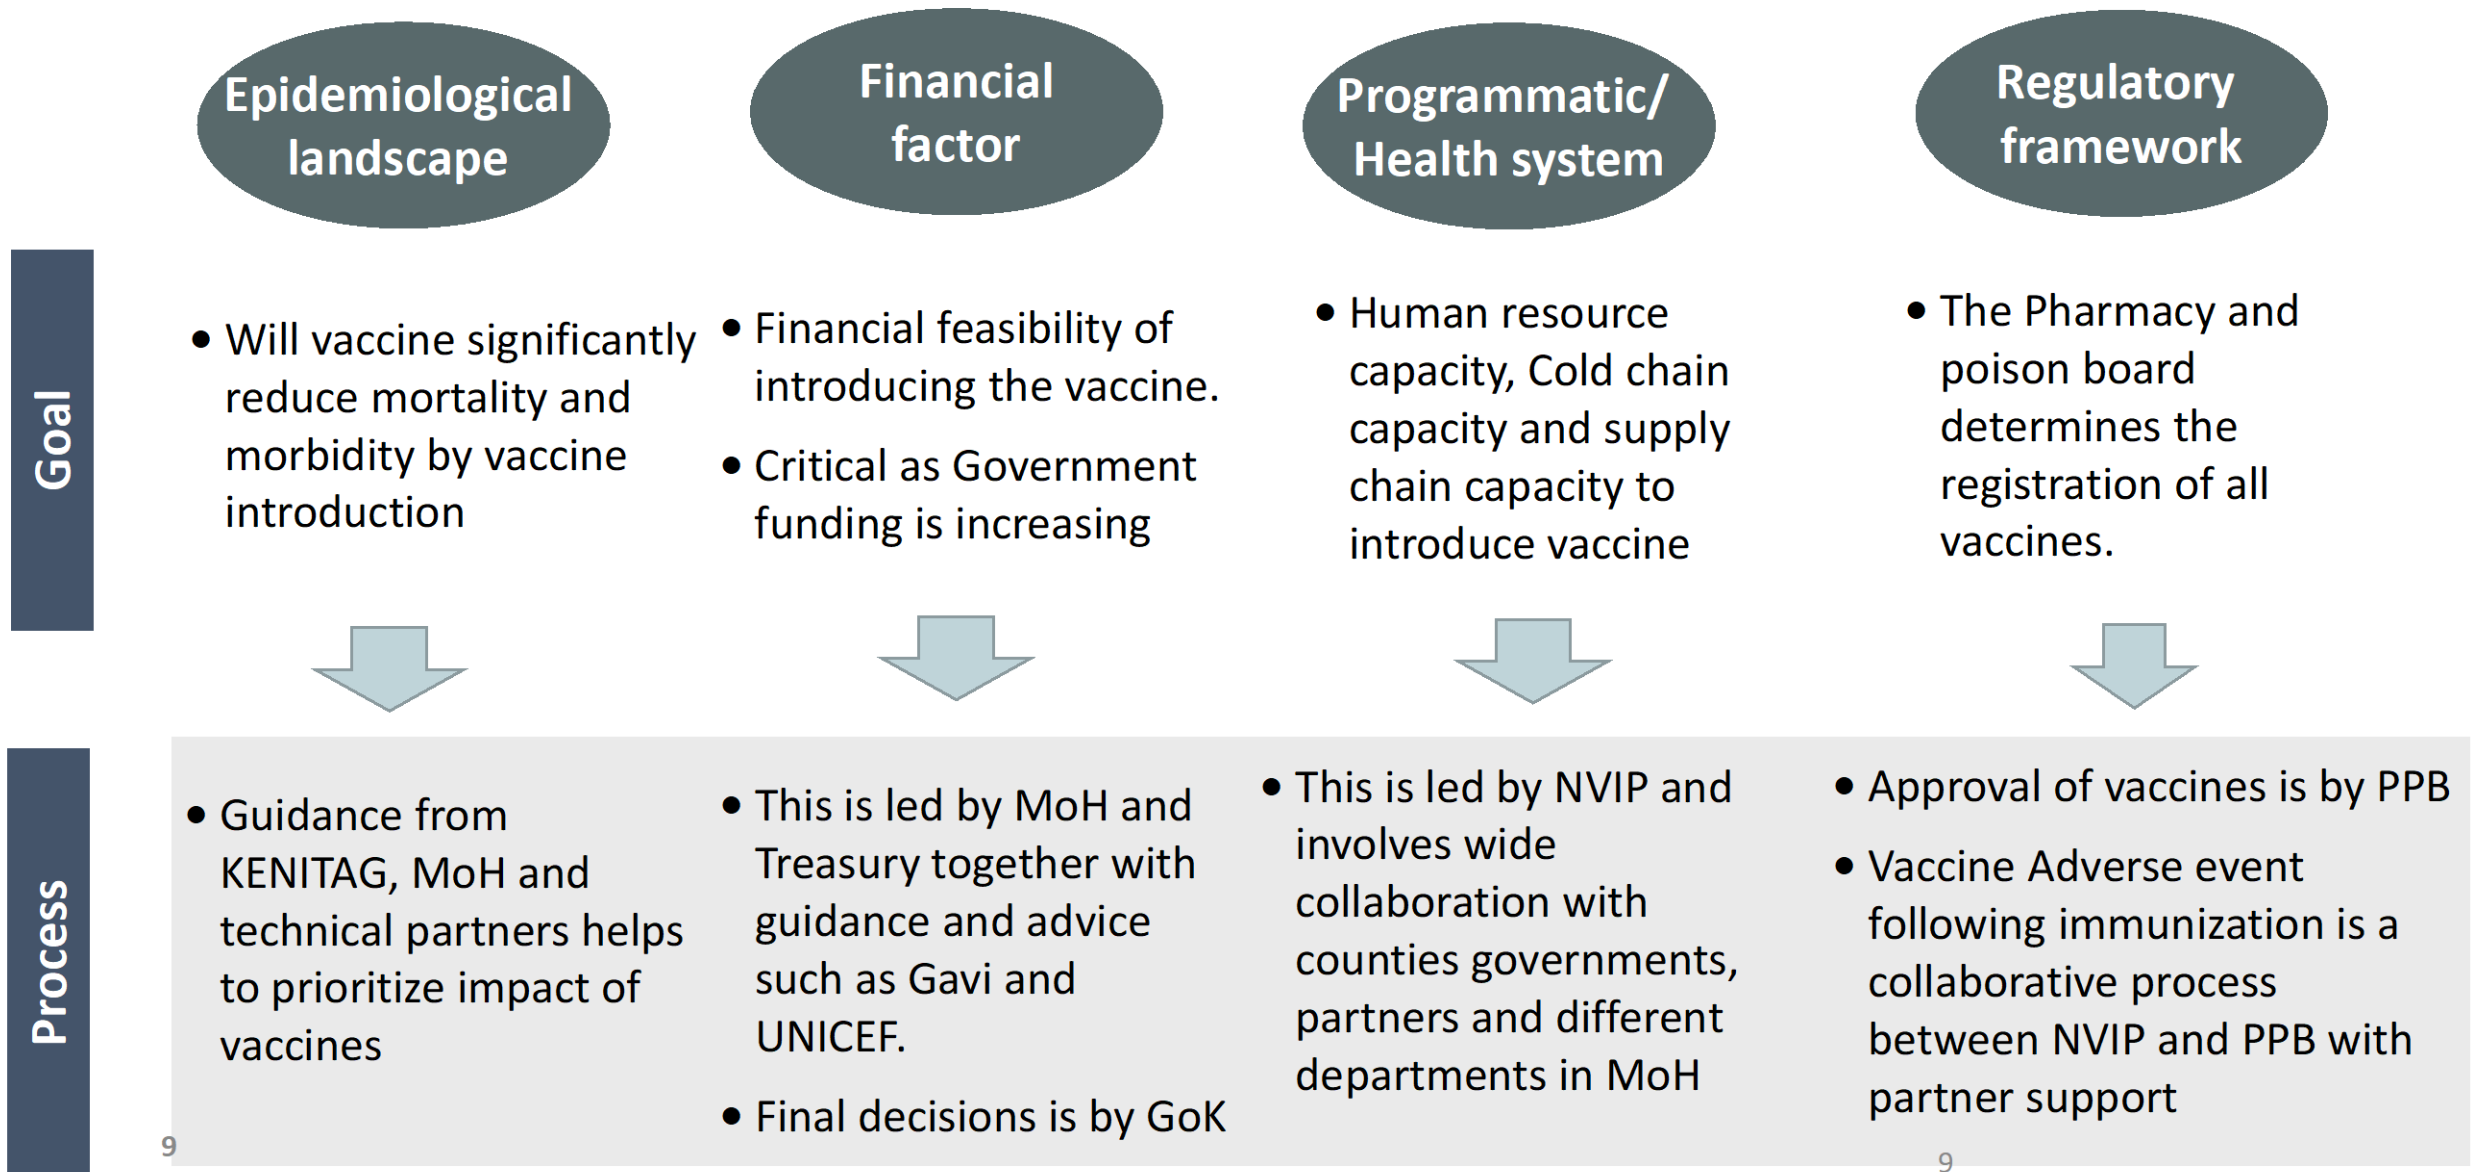 Epidemiological
landscape
Financial
factor
Programmatic/
Health system
Regulatory
framework
Goal
• Will vaccine significantly
reduce mortality and
morbidity by vaccine
introduction
• Financial feasibility of
introducing the vaccine.
• Critical as Government
funding is increasing
• Human resource
capacity, Cold chain
capacity and supply
chain capacity to
introduce vaccine
• The Pharmacy and
poison board
determines the
registration of all
vaccines.
Process
• Guidance from
KENITAG, MoH and
technical partners helps
to prioritize impact of
vaccines
• This is led by MoH and
Treasury together with
guidance and advice
such as Gavi and
UNICEF.
• Final decisions is by GoK
• This is led by NVIP and
involves wide
collaboration with
counties governments,
partners and different
departments in MoH
• Approval of vaccines is by PPB
• Vaccine Adverse event
following immunization is a
collaborative process
between NVIP and PPB with
partner support
9
9